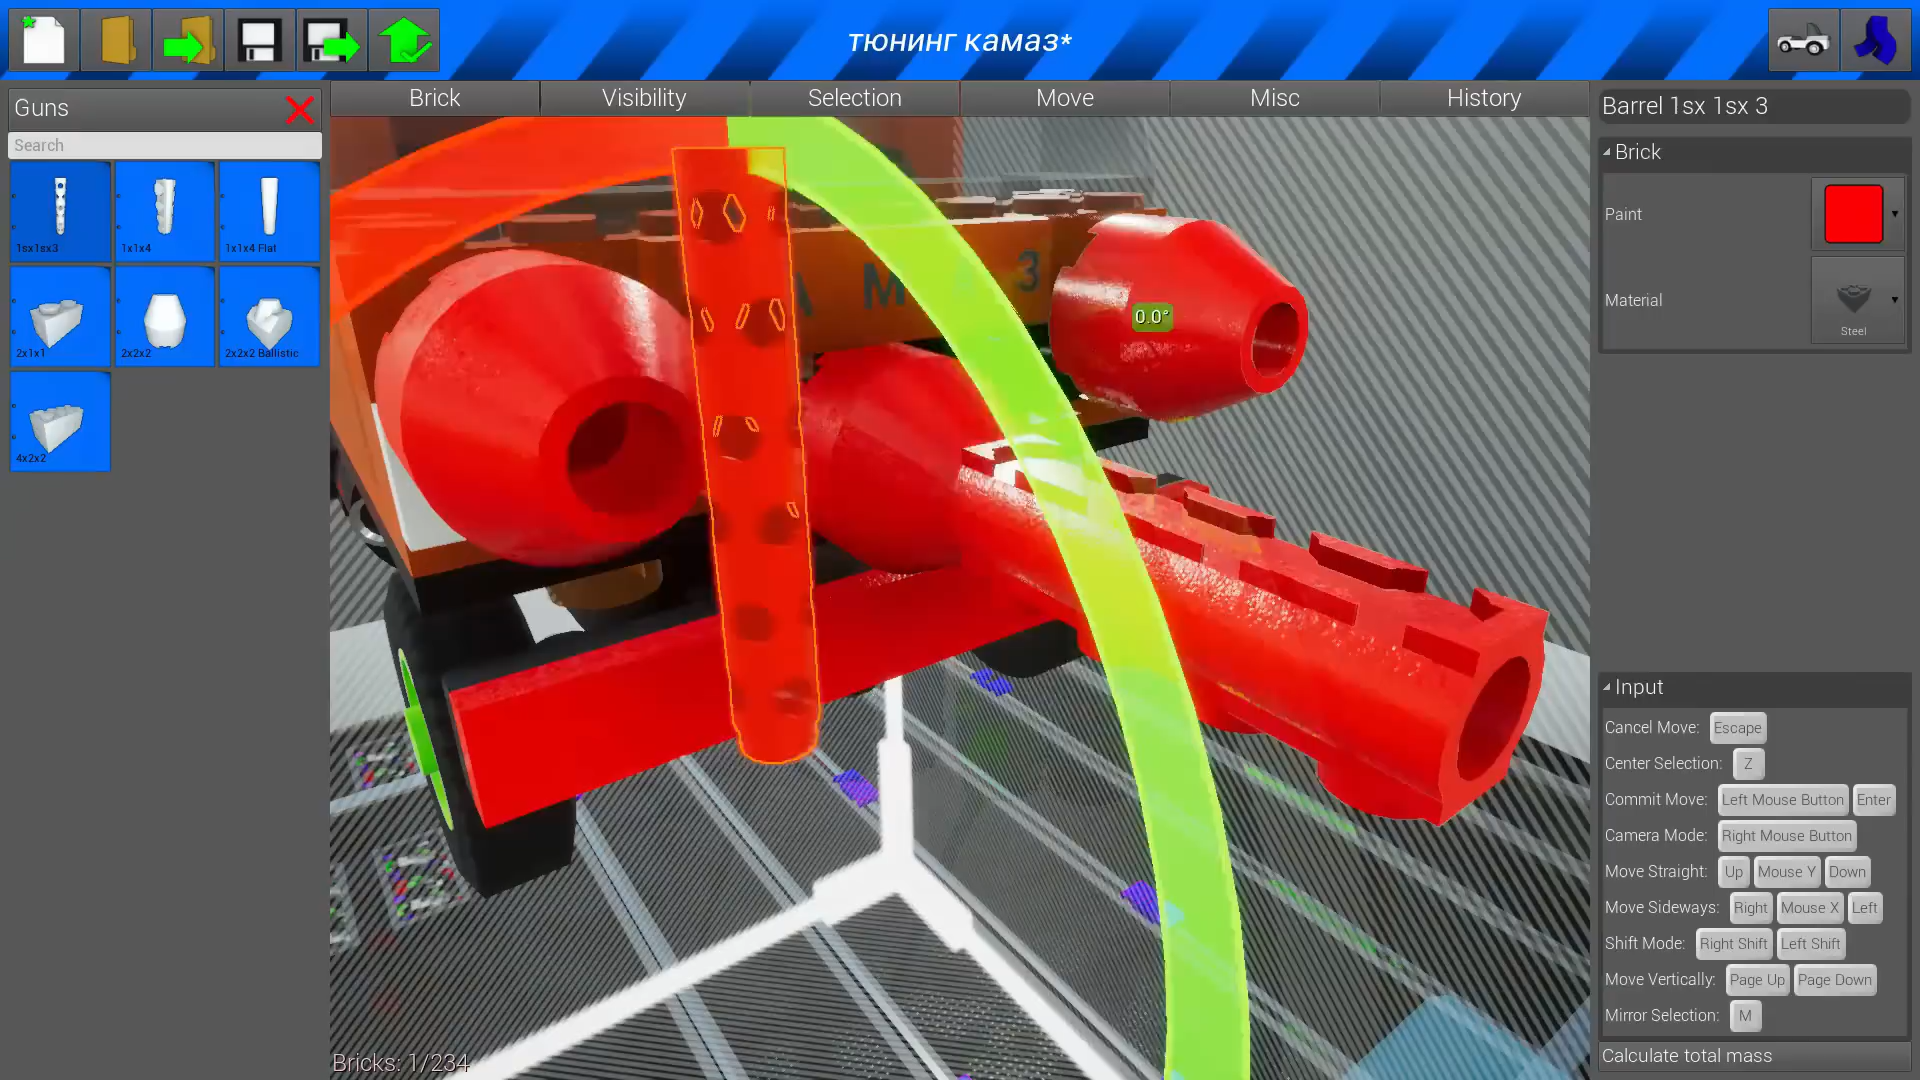 тюнинг камаз*
Guns
Search
1sx1sx3
1x1x4
1x1x4 Flat
2x1x1
2x2x2
2x2x2 Ballistic
4x2x2
Brick
Visibility
Selection
Move
Misc
History
М
З
0.0°
Bricks: 1/234
Barrel 1sx 1sx 3
Brick
Paint
Material
Steel
Input
Cancel Move: Escape
Center Selection: Z
Commit Move: Left Mouse Button Enter
Camera Mode: Right Mouse Button
Move Straight: Up Mouse Y Down
Move Sideways: Right Mouse X Left
Shift Mode: Right Shift Left Shift
Move Vertically: Page Up Page Down
Mirror Selection: M
Calculate total mass